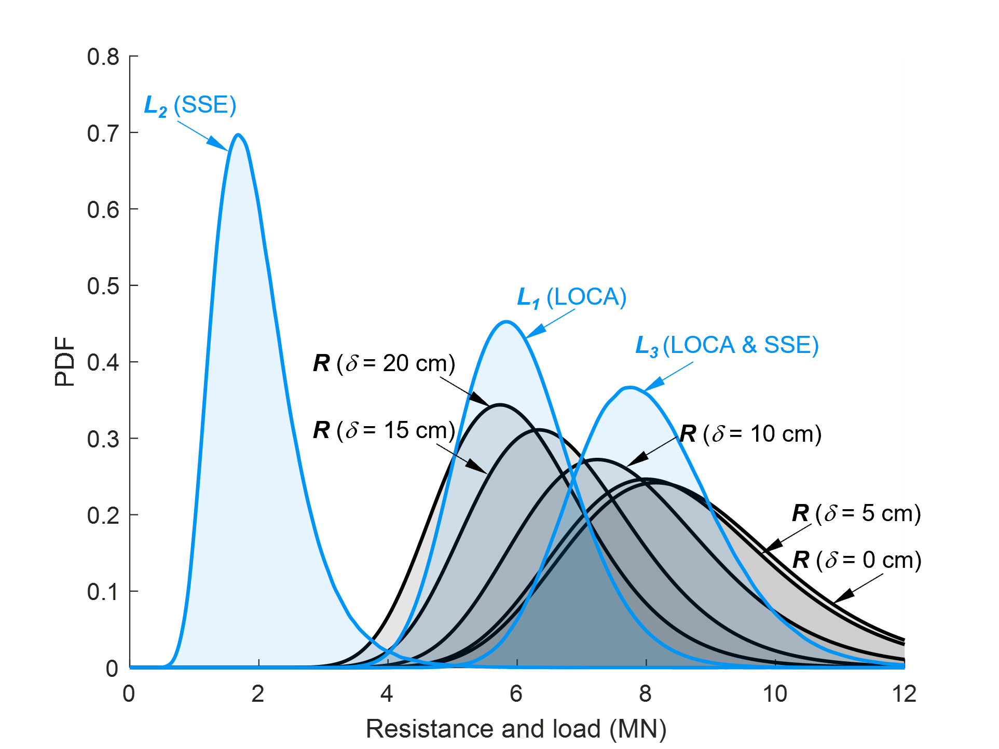 0.8
0.7
0.6
0.5
0.4
0.3
0.2
0.1
0
PDF
L2 (SSE)
L1 (LOCA)
L3 (LOCA & SSE)
R (δ = 20 cm)
R (δ = 15 cm)
R (δ = 10 cm)
R (δ = 5 cm)
R (δ = 0 cm)
0 2 4 6 8 10 12
Resistance and load (MN)